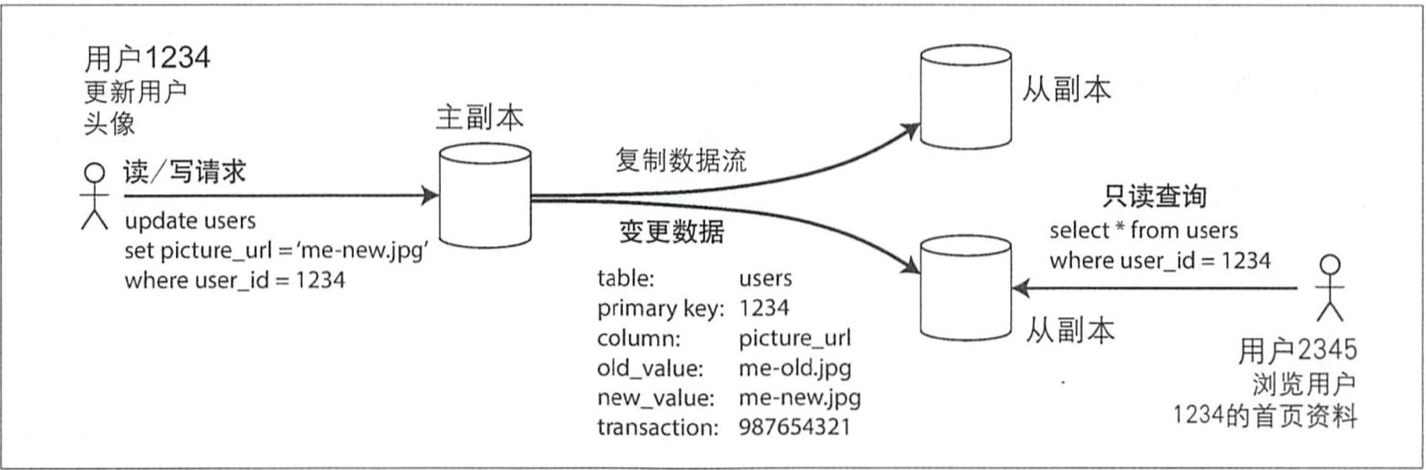 用户1234
更新用户
头像
读/写请求
update users
set picture_url = ‘me-new.jpg’
where user_id = 1234
主副本
复制数据流
变更数据
table: users
primary key: 1234
column: picture_url
old_value: me-old.jpg
new_value: me-new.jpg
transaction: 987654321
从副本
只读查询
select * from users
where user_id = 1234
从副本
用户2345
浏览用户
1234的首页资料